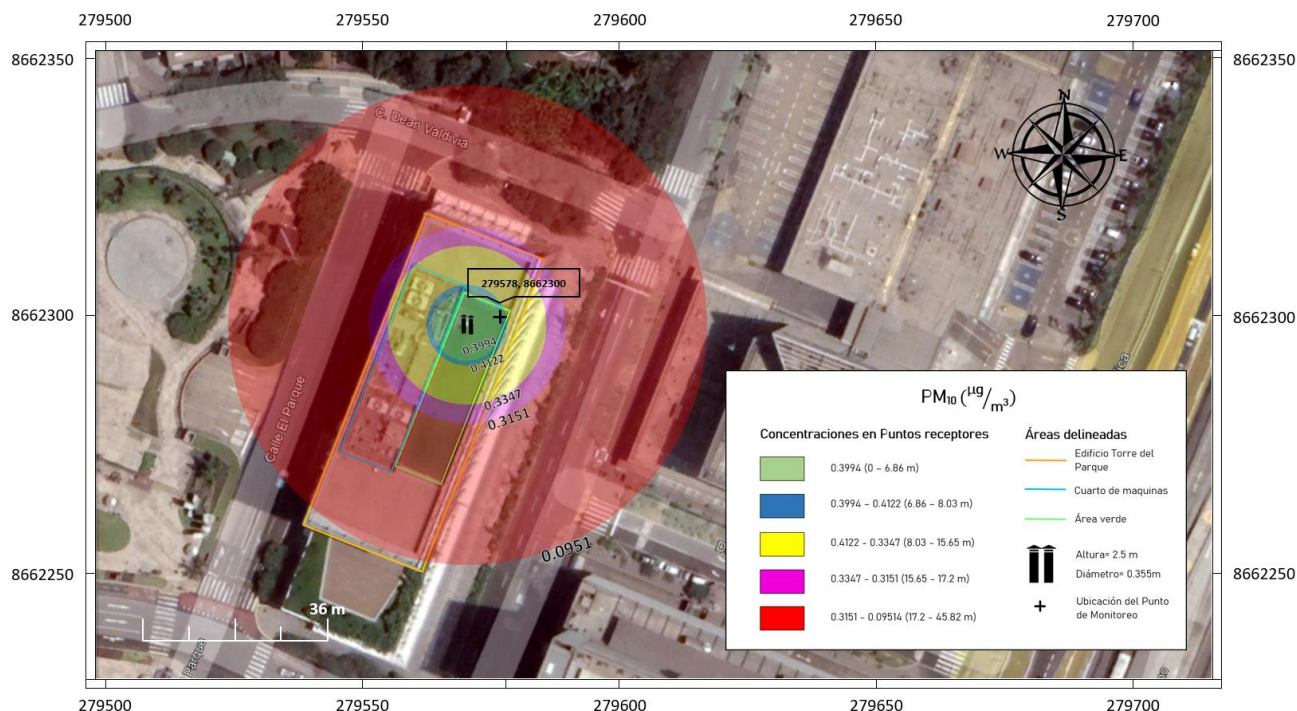 279500 279550 279600 279650 279700
8662350 8662350
N
W E
S
C. Dean Valdivia
279578, 8662300
8662300 8662300
0.3994
0.4122
0.3347
0.3151
Calle El Parque
0.0951
8662250 8662250
36 m
Parque
PM₁₀ (µg/m³)
Concentraciones en Puntos receptores
0.3994 (0 – 6.86 m)
0.3994 - 0.4122 (6.86 – 8.03 m)
0.4122 – 0.3347 (8.03 – 15.65 m)
0.3347 - 0.3151 (15.65 – 17.2 m)
0.3151 – 0.09514 (17.2 – 45.82 m)
Áreas delineadas
Edificio Torre del
Parque
Cuarto de maquinas
Área verde
Altura= 2.5 m
Diámetro= 0.355m
Ubicación del Punto
de Monitoreo
279500 279550 279600 279650 279700